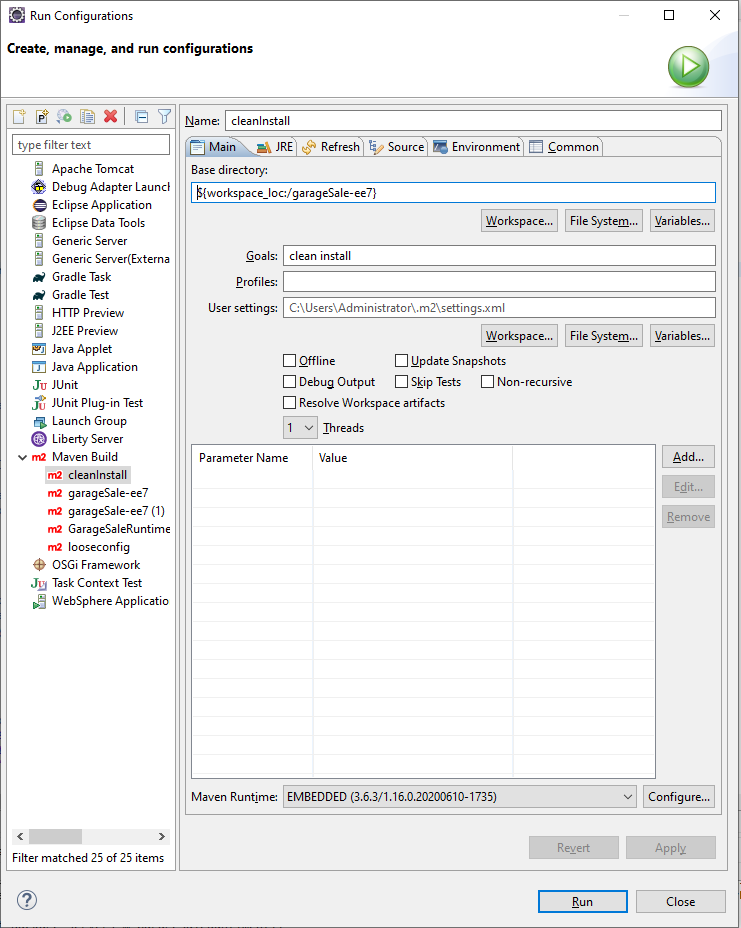 Run Configurations
Create, manage, and run configurations
type filter text
Apache Tomcat
Debug Adapter Launch
Eclipse Application
Eclipse Data Tools
Generic Server
Generic Server(Externa
Gradle Task
Gradle Test
HTTP Preview
J2EE Preview
Java Applet
Java Application
JUnit
JUnit Plug-in Test
Launch Group
Liberty Server
Maven Build
cleanInstall
garageSale-ee7
garageSale-ee7 (1)
GarageSaleRuntime
looseconfig
OSGi Framework
Task Context Test
WebSphere Applicatio
Filter matched 25 of 25 items
Name: cleanInstall
Main JRE Refresh Source Environment Common
Base directory:
${workspace_loc:/garageSale-ee7}
Workspace... File System... Variables...
Goals: clean install
Profiles:
User settings: C:\Users\Administrator\.m2\settings.xml
Workspace... File System... Variables...
Offline Update Snapshots
Debug Output Skip Tests Non-recursive
Resolve Workspace artifacts
1 Threads
Parameter Name Value
Add...
Edit...
Remove
Maven Runtime: EMBEDDED (3.6.3/1.16.0.20200610-1735) Configure...
Revert Apply
? Run Close